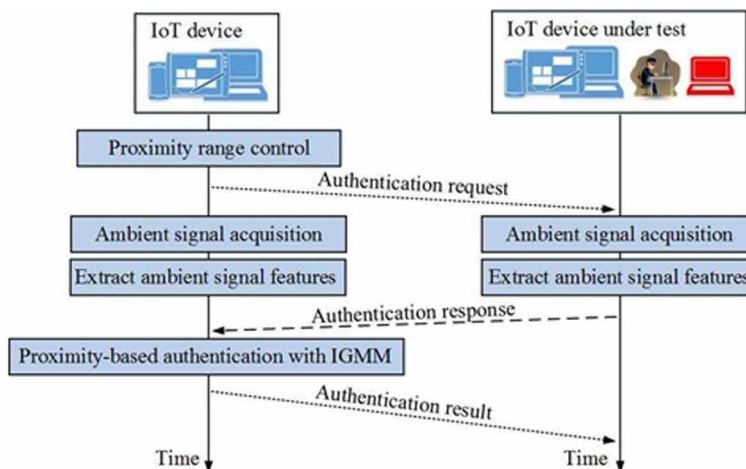 IoT device
IoT device under test
Proximity range control
Authentication request
Ambient signal acquisition
Ambient signal acquisition
Extract ambient signal features
Extract ambient signal features
Authentication response
Proximity-based authentication with IGMM
Authentication result
Time
Time